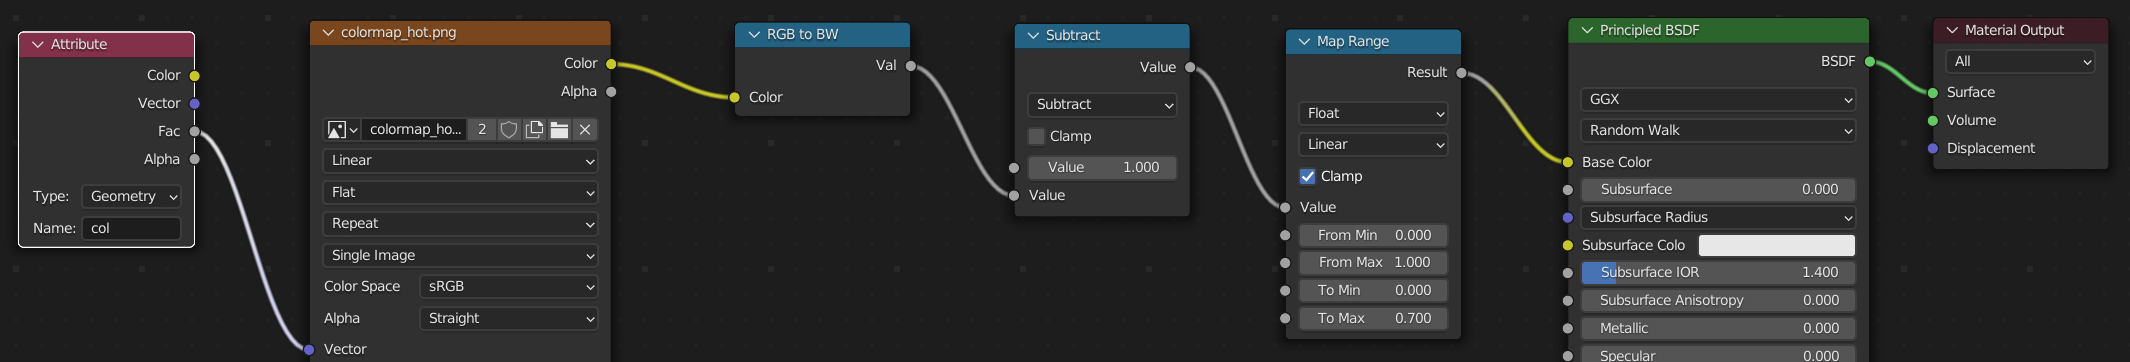 Attribute
Color
Vector
Fac
Alpha
Type: Geometry
Name: col
colormap_hot.png
Color
Alpha
colormap_ho... 2
Linear
Flat
Repeat
Single Image
Color Space sRGB
Alpha Straight
Vector
RGB to BW
Val
Color
Subtract
Value
Subtract
Clamp
Value 1.000
Value
Map Range
Result
Float
Linear
Clamp
Value
From Min 0.000
From Max 1.000
To Min 0.000
To Max 0.700
Principled BSDF
BSDF
GGX
Random Walk
Base Color
Subsurface 0.000
Subsurface Radius
Subsurface Colo
Subsurface IOR 1.400
Subsurface Anisotropy 0.000
Metallic 0.000
Specular 0.000
Material Output
All
Surface
Volume
Displacement